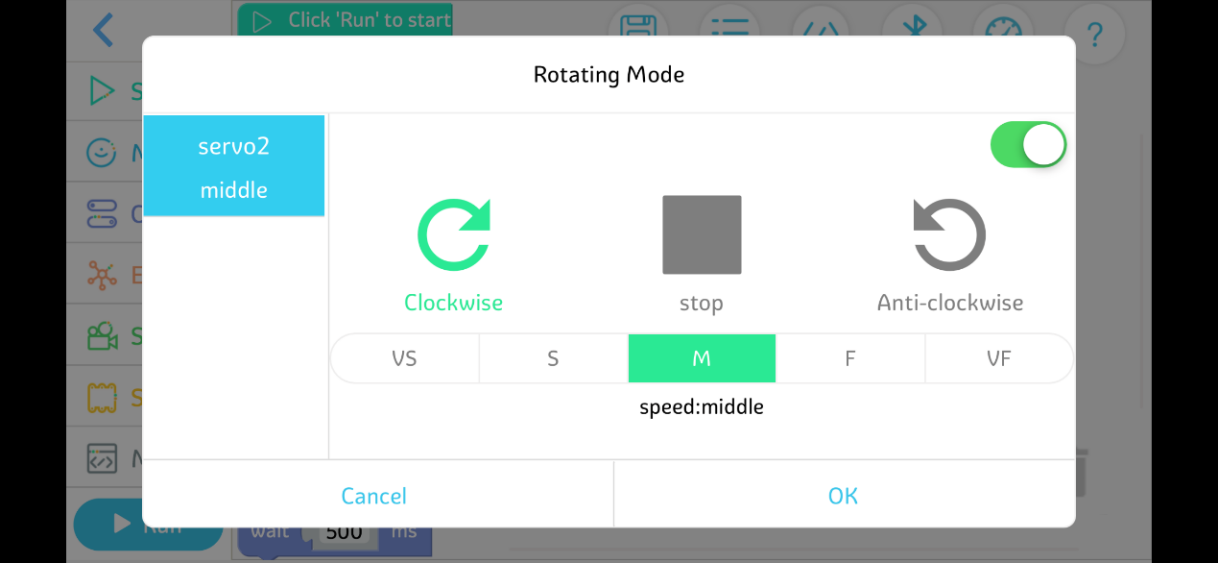 Click 'Run' to start
?
Rotating Mode
servo2
middle
Clockwise
stop
Anti-clockwise
VS
S
M
F
VF
speed:middle
Cancel
OK
Run
wait 500 ms